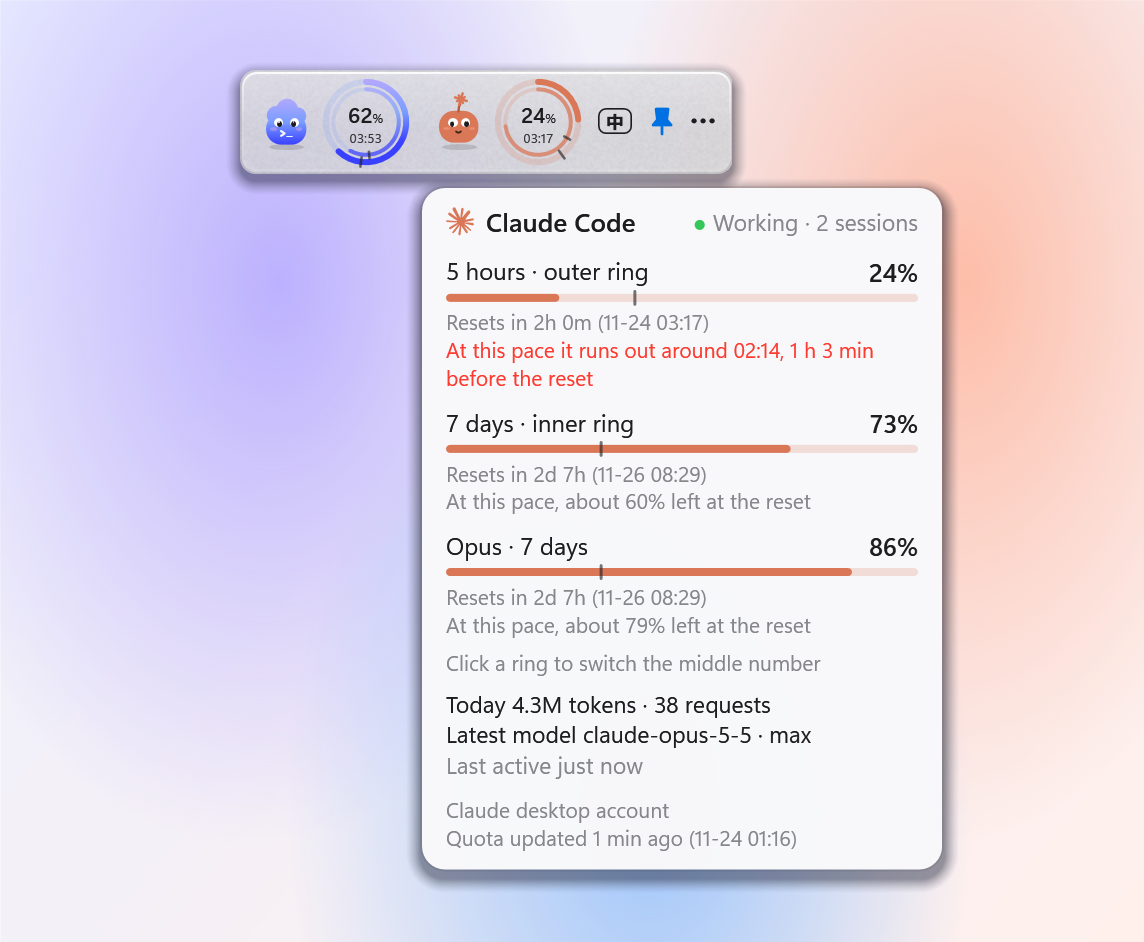 62%
03:53
>_
24%
03:17
中
Claude Code
Working · 2 sessions
5 hours · outer ring
24%
Resets in 2h 0m (11-24 03:17)
At this pace it runs out around 02:14, 1 h 3 min
before the reset
7 days · inner ring
73%
Resets in 2d 7h (11-26 08:29)
At this pace, about 60% left at the reset
Opus · 7 days
86%
Resets in 2d 7h (11-26 08:29)
At this pace, about 79% left at the reset
Click a ring to switch the middle number
Today 4.3M tokens · 38 requests
Latest model claude-opus-5-5 · max
Last active just now
Claude desktop account
Quota updated 1 min ago (11-24 01:16)